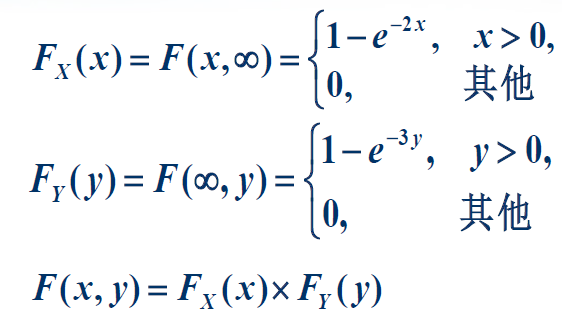 F_X(x) = F(x,∞) = {1−e^{−2x}, x>0,
0, 其他
F_Y(y) = F(∞,y) = {1−e^{−3y}, y>0,
0, 其他
F(x,y) = F_X(x)×F_Y(y)